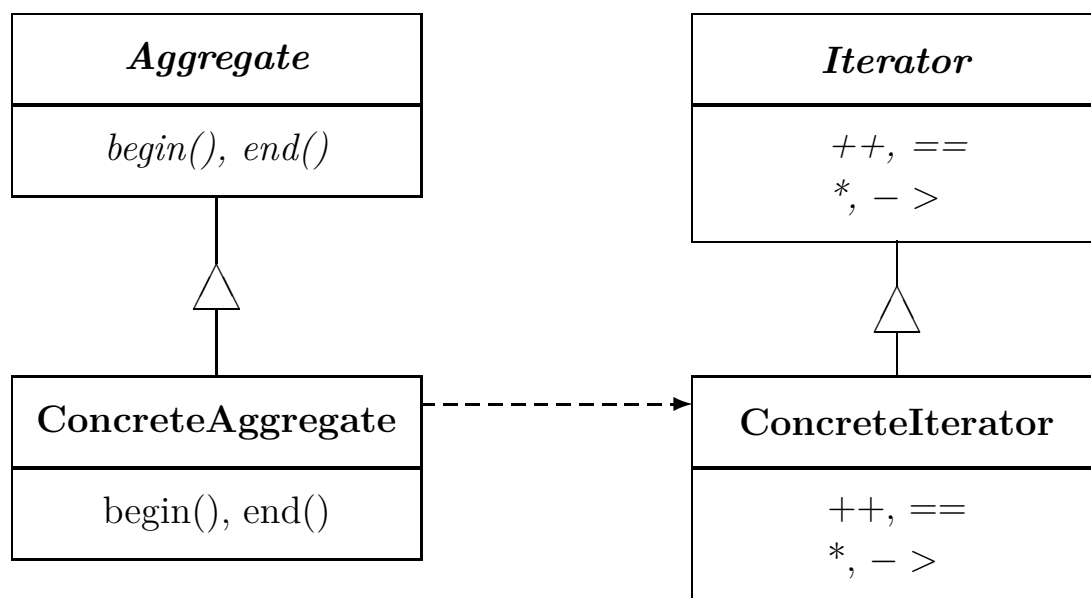 Aggregate
begin(), end()
Iterator
++, ==
*, − >
ConcreteAggregate
begin(), end()
ConcreteIterator
++, ==
*, − >